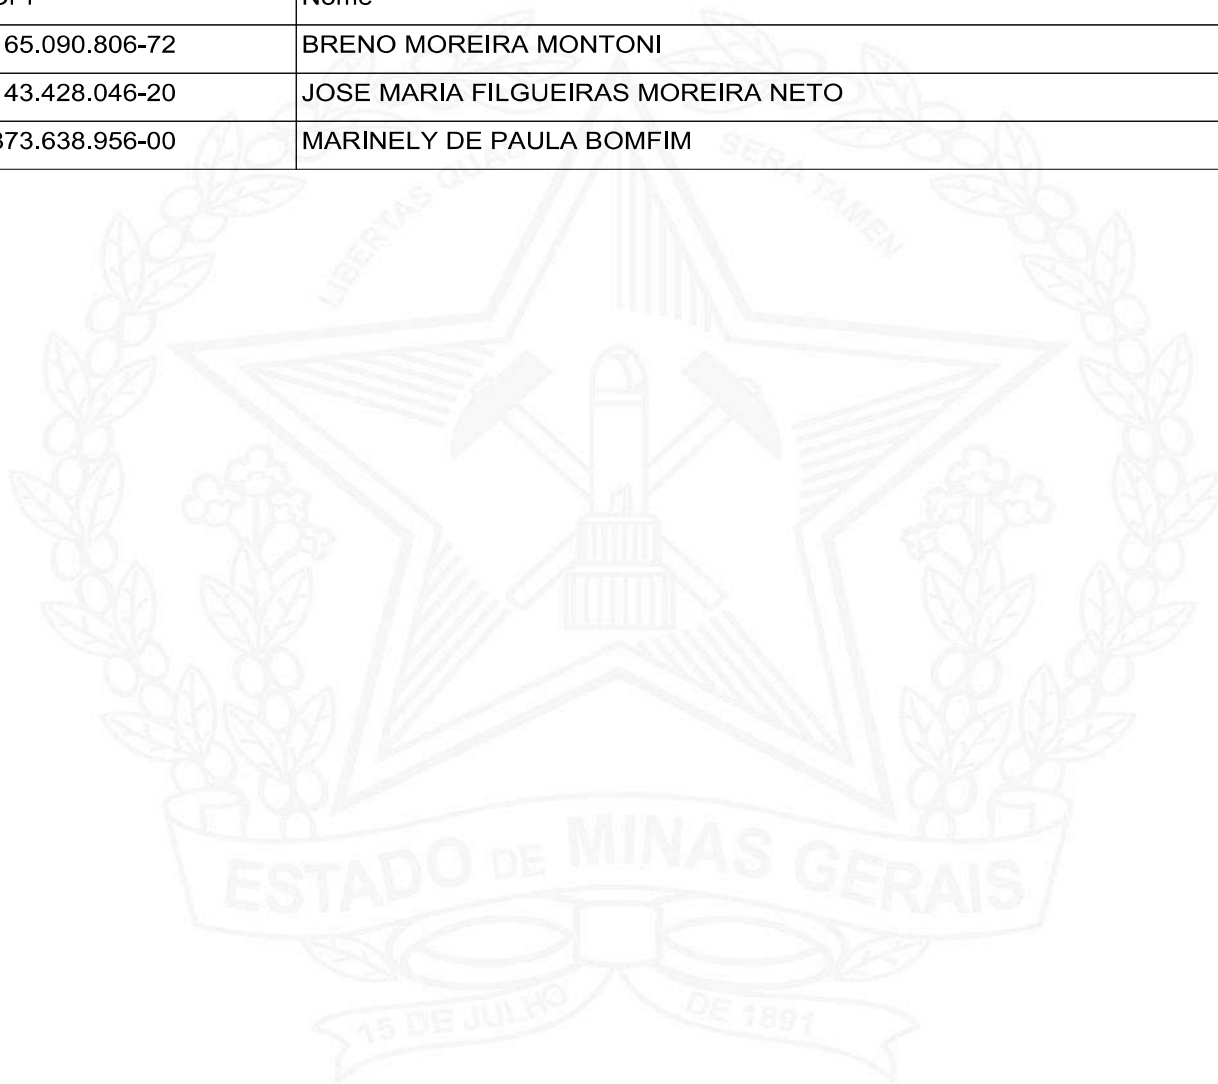 Nome
65.090.806-72 BRENO MOREIRA MONTONI
43.428.046-20 JOSE MARIA FILGUEIRAS MOREIRA NETO
373.638.956-00 MARINELY DE PAULA BOMFIM
LIBERTAS QUAE SERA TAMEN
ESTADO DE MINAS GERAIS
15 DE JULHO DE 1891